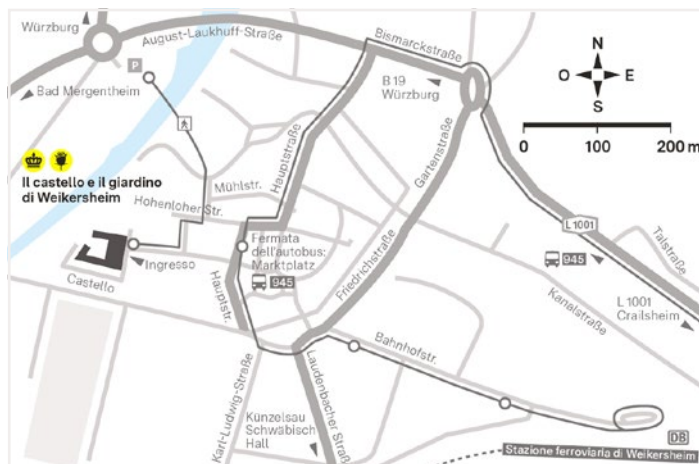 Würzburg
August-Laukhuff-Straße
Bismarckstraße
N
O
E
S
P
B 19
Würzburg
Bad Mergentheim
0
100
200 m
Il castello e il giardino
di Weikersheim
Mühlstr.
Hauptstraße
Gartenstraße
Hohenloher Str.
L 1001
Talstraße
Fermata
dell'autobus:
Marktplatz
945
945
Ingresso
Castello
Hauptstr.
Friedrichstraße
Kanalstraße
L 1001
Crailsheim
Bahnhofstr.
Karl-Ludwig-Straße
Laudenbacher Straße
Künzelsau
Schwäbisch
Hall
DB
Stazione ferroviaria di Weikersheim